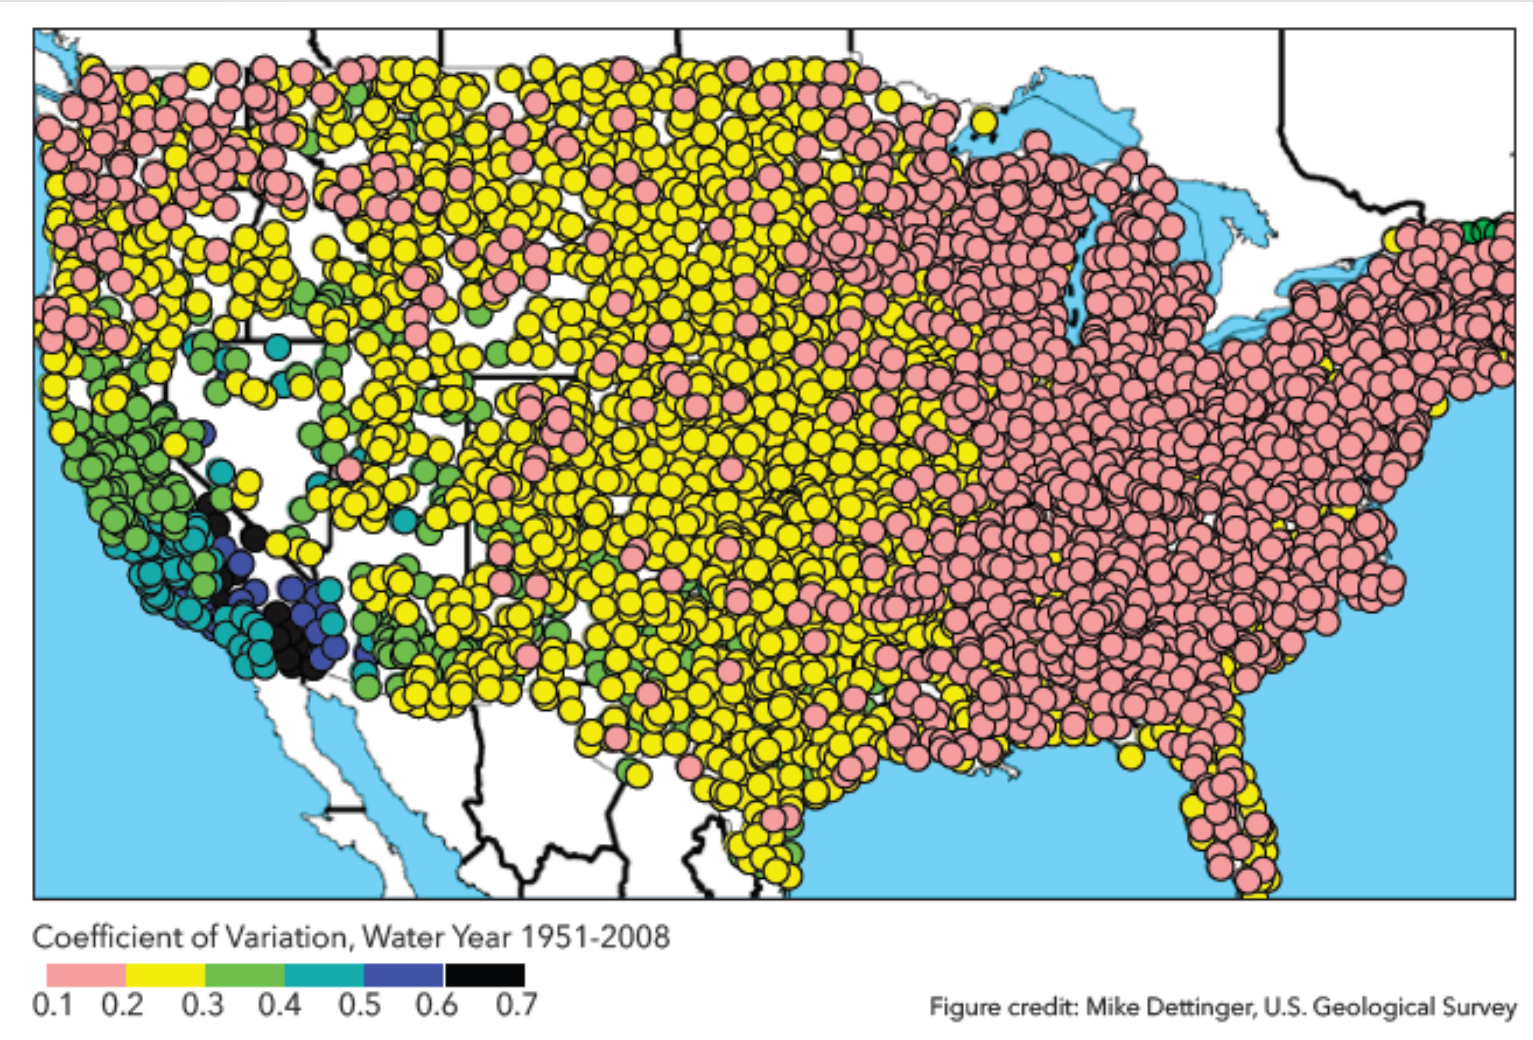 Coefficient of Variation, Water Year 1951-2008
0.1 0.2 0.3 0.4 0.5 0.6 0.7
Figure credit: Mike Dettinger, U.S. Geological Survey